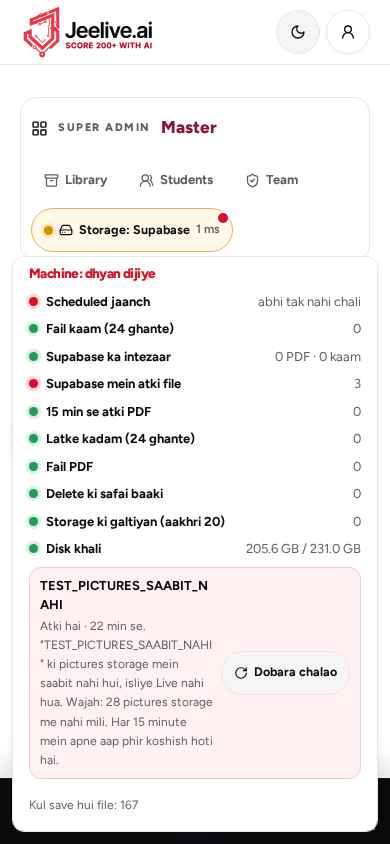 Jeelive.ai
SCORE 200+ WITH AI
SUPER ADMIN Master
Library Students Team
Storage: Supabase 1 ms
Machine: dhyan dijiye
Scheduled jaanch abhi tak nahi chali
Fail kaam (24 ghante) 0
Supabase ka intezaar 0 PDF · 0 kaam
Supabase mein atki file 3
15 min se atki PDF 0
Latke kadam (24 ghante) 0
Fail PDF 0
Delete ki safai baaki 0
Storage ki galtiyan (aakhri 20) 0
Disk khali 205.6 GB / 231.0 GB
TEST_PICTURES_SAABIT_N
AHI
Atki hai · 22 min se.
"TEST_PICTURES_SAABIT_NAHI
" ki pictures storage mein
saabit nahi hui, isliye Live nahi
hua. Wajah: 28 pictures storage
me nahi mili. Har 15 minute
mein apne aap phir koshish hoti
hai.
Dobara chalao
Kul save hui file: 167